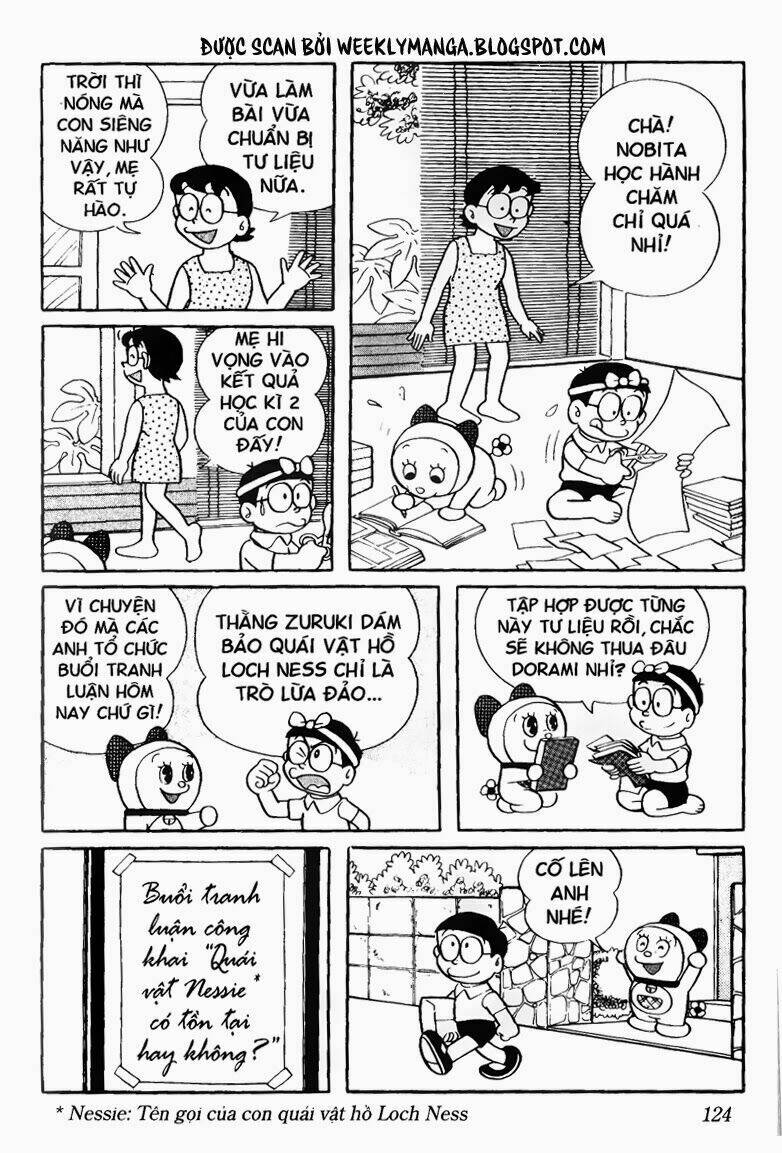 ĐƯỢC SCAN BỞI WEEKLYMANGA.BLOGSPOT.COM
CHÀ!
NOBITA
HỌC HÀNH
CHĂM
CHỈ QUÁ
NHỈ!
VỪA LÀM
BÀI VỪA
CHUẨN BỊ
TƯ LIỆU
NỮA.
TRỜI THÌ
NÓNG MÀ
CON SIÊNG
NĂNG NHƯ
VẬY, MẸ
RẤT TỰ
HÀO.
MẸ HI
VỌNG VÀO
KẾT QUẢ
HỌC KÌ 2
CỦA CON
ĐẤY!
TẬP HỢP ĐƯỢC TỪNG
NÀY TƯ LIỆU RỒI, CHẮC
SẼ KHÔNG THUA ĐÂU
DORAMI NHỈ?
THẰNG ZURUKI DÁM
BẢO QUÁI VẬT HỒ
LOCH NESS CHỈ LÀ
TRÒ LỪA ĐẢO...
VÌ CHUYỆN
ĐÓ MÀ CÁC
ANH TỔ CHỨC
BUỔI TRANH
LUẬN HÔM
NAY CHỨ GÌ!
CỐ LÊN
ANH
NHÉ!
Buổi tranh
luận công
khai "Quái
vật Nessie *
có tồn tại
hay không?"
* Nessie: Tên gọi của con quái vật hồ Loch Ness
124